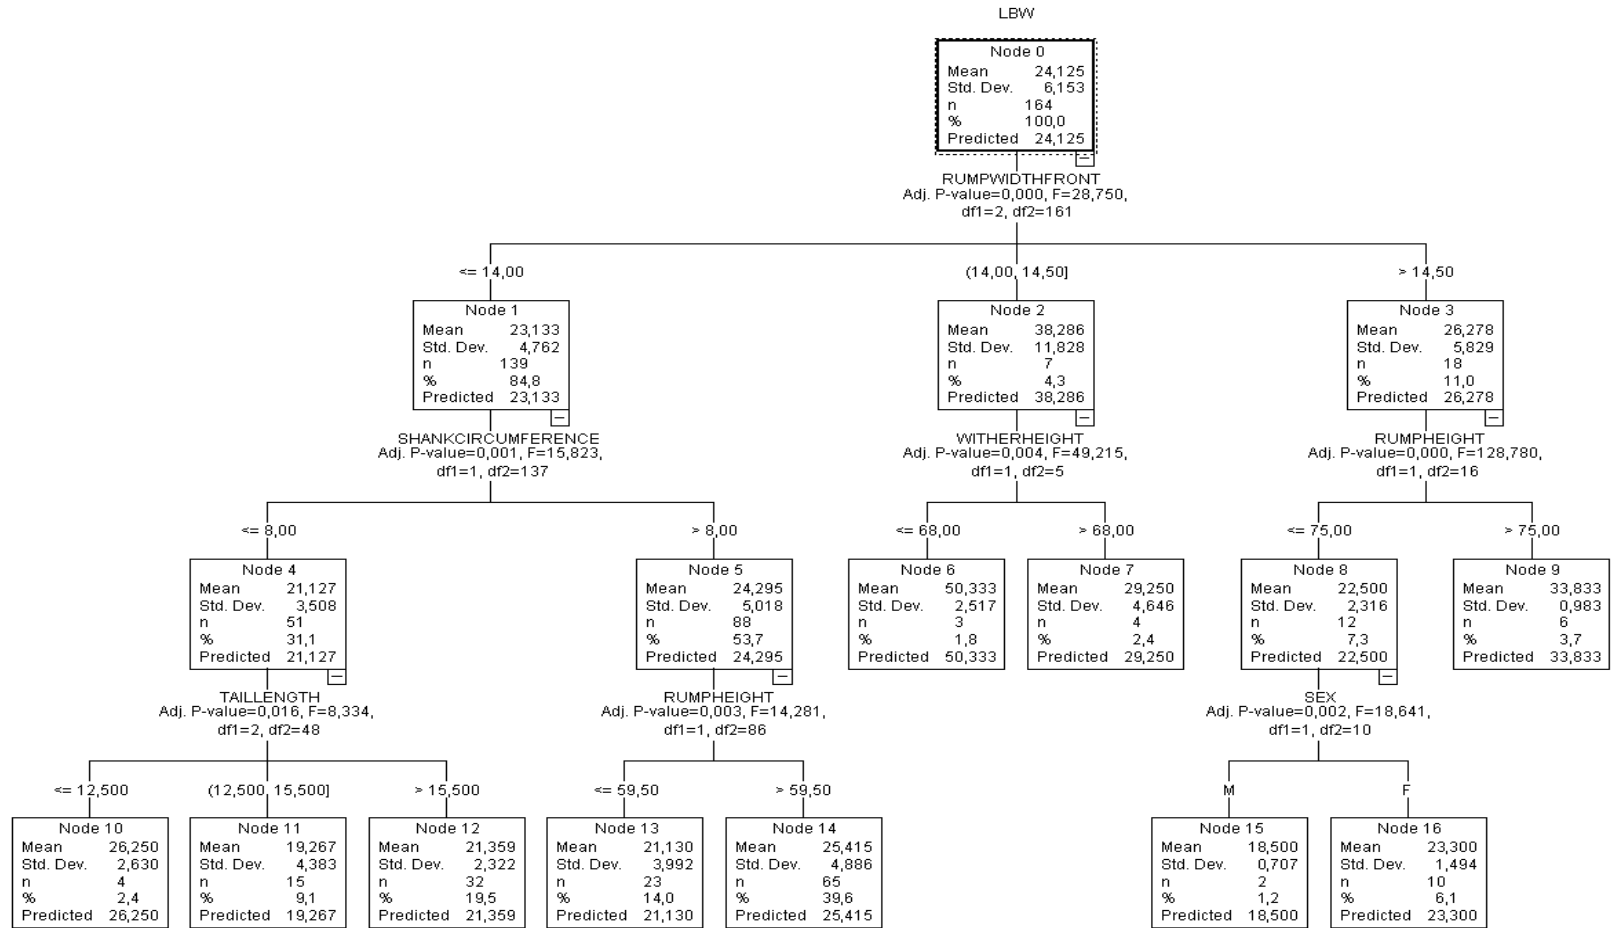 LBW
Node 0
Mean 24,125
Std. Dev. 6,153
n 164
% 100,0
Predicted 24,125
RUMPWIDTHFRONT
Adj. P-value=0,000, F=28,750,
df1=2, df2=161
<= 14,00
(14,00, 14,50]
> 14,50
Node 1
Mean 23,133
Std. Dev. 4,762
n 139
% 84,8
Predicted 23,133
Node 2
Mean 38,286
Std. Dev. 11,828
n 7
% 4,3
Predicted 38,286
Node 3
Mean 26,278
Std. Dev. 5,829
n 18
% 11,0
Predicted 26,278
SHANKCIRCUMFERENCE
Adj. P-value=0,001, F=15,823,
df1=1, df2=137
WITHERHEIGHT
Adj. P-value=0,004, F=49,215,
df1=1, df2=5
RUMPHEIGHT
Adj. P-value=0,000, F=128,780,
df1=1, df2=16
<= 8,00
> 8,00
<= 68,00
> 68,00
<= 75,00
> 75,00
Node 4
Mean 21,127
Std. Dev. 3,508
n 51
% 31,1
Predicted 21,127
Node 5
Mean 24,295
Std. Dev. 5,018
n 88
% 53,7
Predicted 24,295
Node 6
Mean 50,333
Std. Dev. 2,517
n 3
% 1,8
Predicted 50,333
Node 7
Mean 29,250
Std. Dev. 4,646
n 4
% 2,4
Predicted 29,250
Node 8
Mean 22,500
Std. Dev. 2,316
n 12
% 7,3
Predicted 22,500
Node 9
Mean 33,833
Std. Dev. 0,983
n 6
% 3,7
Predicted 33,833
TAILLENGTH
Adj. P-value=0,016, F=8,334,
df1=2, df2=48
RUMPHEIGHT
Adj. P-value=0,003, F=14,281,
df1=1, df2=86
SEX
Adj. P-value=0,002, F=18,641,
df1=1, df2=10
<= 12,500
(12,500, 15,500]
> 15,500
<= 59,50
> 59,50
M
F
Node 10
Mean 26,250
Std. Dev. 2,630
n 4
% 2,4
Predicted 26,250
Node 11
Mean 19,267
Std. Dev. 4,383
n 15
% 9,1
Predicted 19,267
Node 12
Mean 21,359
Std. Dev. 2,322
n 32
% 19,5
Predicted 21,359
Node 13
Mean 21,130
Std. Dev. 3,992
n 23
% 14,0
Predicted 21,130
Node 14
Mean 25,415
Std. Dev. 4,886
n 65
% 39,6
Predicted 25,415
Node 15
Mean 18,500
Std. Dev. 0,707
n 2
% 1,2
Predicted 18,500
Node 16
Mean 23,300
Std. Dev. 1,494
n 10
% 6,1
Predicted 23,300